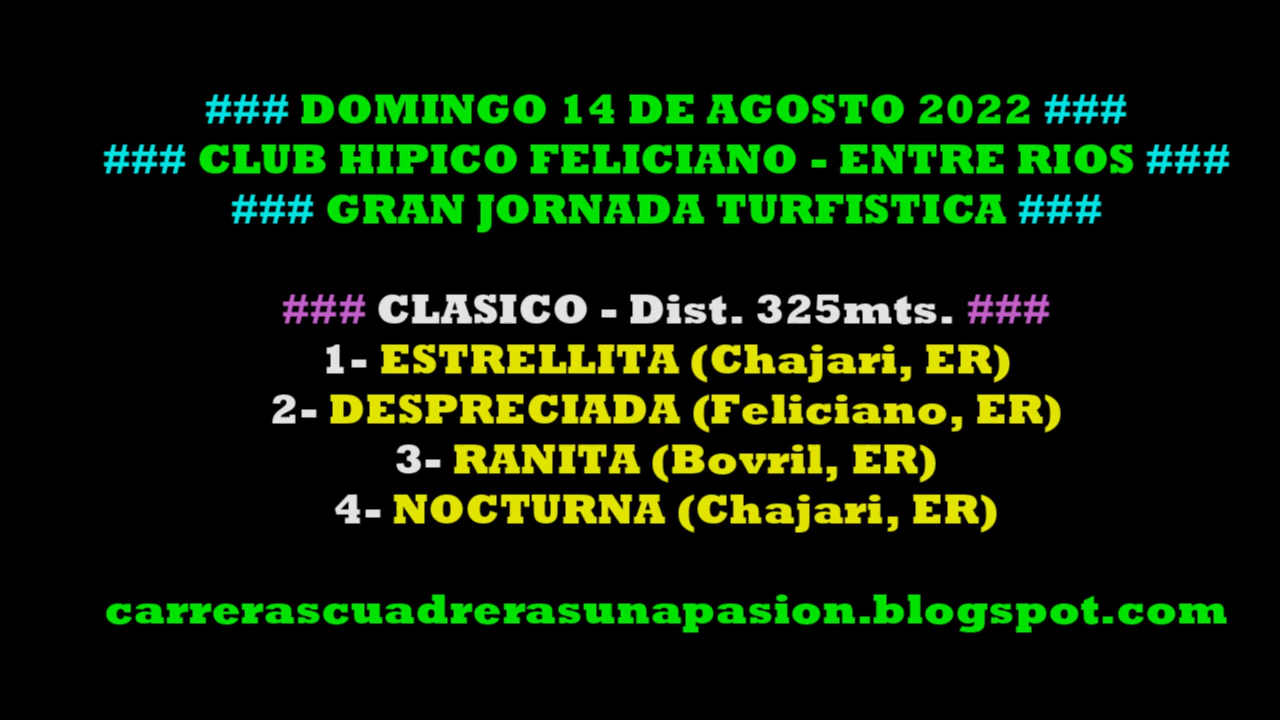 ### DOMINGO 14 DE AGOSTO 2022 ###
### CLUB HIPICO FELICIANO - ENTRE RIOS ###
### GRAN JORNADA TURFISTICA ###
### CLASICO - Dist. 325mts. ###
1- ESTRELLITA (Chajari, ER)
2- DESPRECIADA (Feliciano, ER)
3- RANITA (Bovril, ER)
4- NOCTURNA (Chajari, ER)
carrerascuadrerasunapasion.blogspot.com